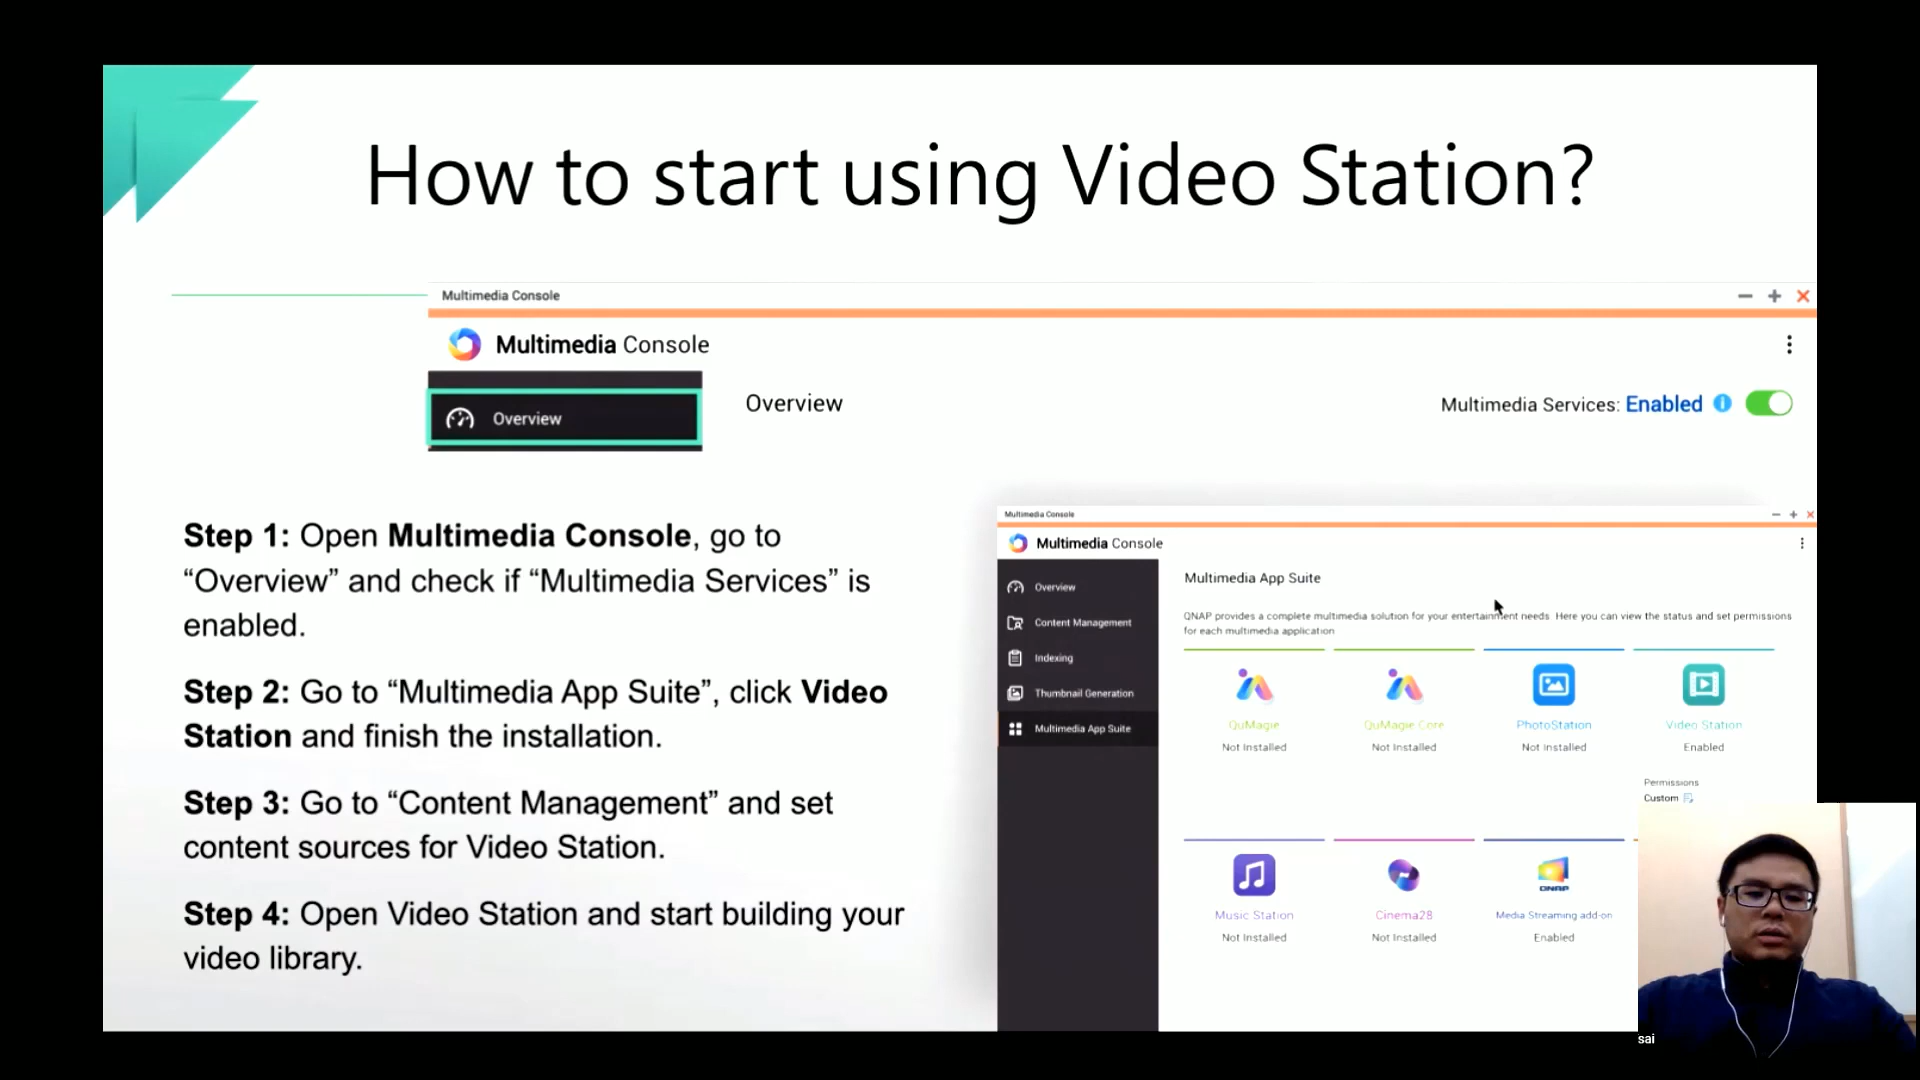 How to start using Video Station?
Multimedia Console
Multimedia Console
Overview
Overview
Multimedia Services: Enabled
Step 1: Open Multimedia Console, go to
“Overview” and check if “Multimedia Services” is
enabled.
Step 2: Go to “Multimedia App Suite”, click Video
Station and finish the installation.
Step 3: Go to “Content Management” and set
content sources for Video Station.
Step 4: Open Video Station and start building your
video library.
Multimedia Console
Multimedia Console
Overview
Content Management
Indexing
Thumbnail Generation
Multimedia App Suite
Multimedia App Suite
QNAP provides a complete multimedia solution for your entertainment needs. Here you can view the status and set permissions
for each multimedia application
QuMagie
Not Installed
QuMagie Core
Not Installed
PhotoStation
Not Installed
Video Station
Enabled
Permissions
Custom
Music Station
Not Installed
Cinema28
Not Installed
QNAP
Media Streaming add-on
Enabled
sai